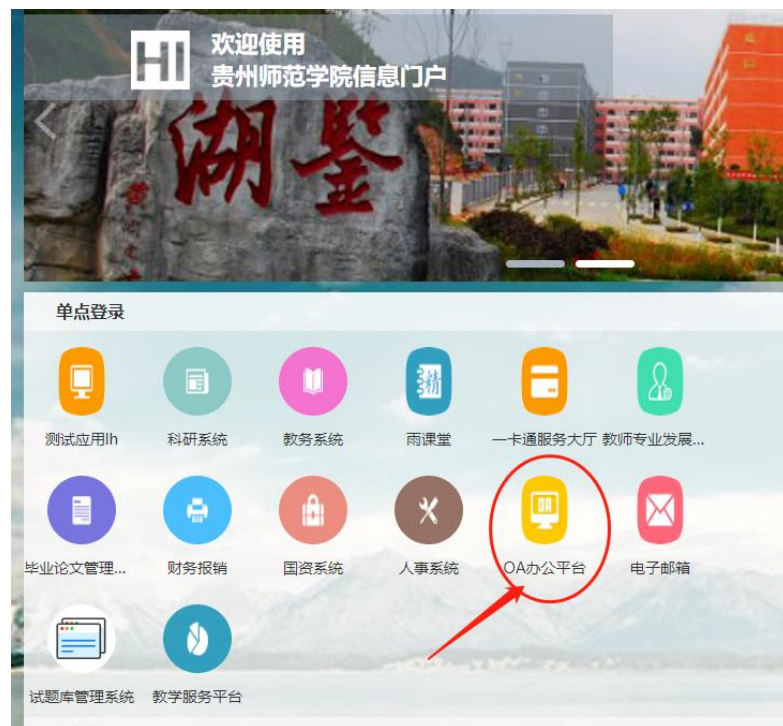 HI
欢迎使用
贵州师范学院信息门户
湖鉴
单点登录
精
测试应用lh
科研系统
教务系统
雨课堂
一卡通服务大厅
教师专业发展...
OA
毕业论文管理...
财务报销
国资系统
人事系统
OA办公平台
电子邮箱
试题库管理系统
教学服务平台